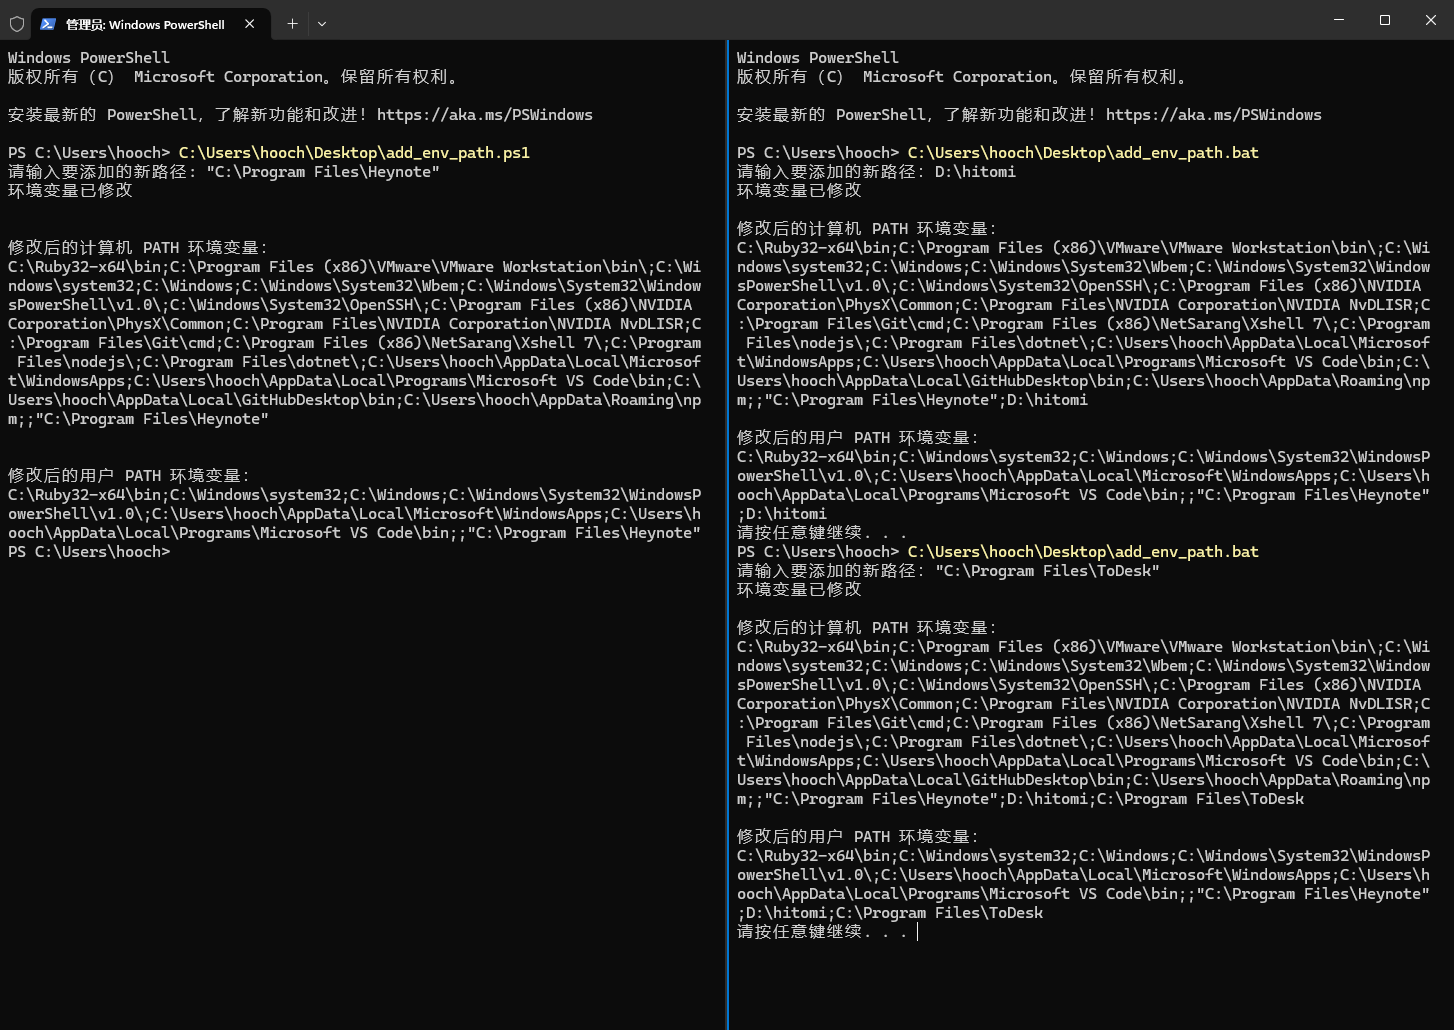 管理员: Windows PowerShell
Windows PowerShell
版权所有（C） Microsoft Corporation。保留所有权利。
安装最新的 PowerShell，了解新功能和改进！https://aka.ms/PSWindows
PS C:\Users\hooch> C:\Users\hooch\Desktop\add_env_path.ps1
请输入要添加的新路径: "C:\Program Files\Heynote"
环境变量已修改
修改后的计算机 PATH 环境变量:
C:\Ruby32-x64\bin;C:\Program Files (x86)\VMware\VMware Workstation\bin\;C:\Wi
ndows\system32;C:\Windows;C:\Windows\System32\Wbem;C:\Windows\System32\Window
sPowerShell\v1.0\;C:\Windows\System32\OpenSSH\;C:\Program Files (x86)\NVIDIA
Corporation\PhysX\Common;C:\Program Files\NVIDIA Corporation\NVIDIA NvDLISR;C
:\Program Files\Git\cmd;C:\Program Files (x86)\NetSarang\Xshell 7\;C:\Program
 Files\nodejs\;C:\Program Files\dotnet\;C:\Users\hooch\AppData\Local\Microsof
t\WindowsApps;C:\Users\hooch\AppData\Local\Programs\Microsoft VS Code\bin;C:\
Users\hooch\AppData\Local\GitHubDesktop\bin;C:\Users\hooch\AppData\Roaming\np
m;;"C:\Program Files\Heynote"
修改后的用户 PATH 环境变量:
C:\Ruby32-x64\bin;C:\Windows\system32;C:\Windows;C:\Windows\System32\WindowsP
owerShell\v1.0\;C:\Users\hooch\AppData\Local\Microsoft\WindowsApps;C:\Users\h
ooch\AppData\Local\Programs\Microsoft VS Code\bin;;"C:\Program Files\Heynote"
PS C:\Users\hooch>
Windows PowerShell
版权所有（C） Microsoft Corporation。保留所有权利。
安装最新的 PowerShell，了解新功能和改进！https://aka.ms/PSWindows
PS C:\Users\hooch> C:\Users\hooch\Desktop\add_env_path.bat
请输入要添加的新路径: D:\hitomi
环境变量已修改
修改后的计算机 PATH 环境变量:
C:\Ruby32-x64\bin;C:\Program Files (x86)\VMware\VMware Workstation\bin\;C:\Wi
ndows\system32;C:\Windows;C:\Windows\System32\Wbem;C:\Windows\System32\Window
sPowerShell\v1.0\;C:\Windows\System32\OpenSSH\;C:\Program Files (x86)\NVIDIA
Corporation\PhysX\Common;C:\Program Files\NVIDIA Corporation\NVIDIA NvDLISR;C
:\Program Files\Git\cmd;C:\Program Files (x86)\NetSarang\Xshell 7\;C:\Program
 Files\nodejs\;C:\Program Files\dotnet\;C:\Users\hooch\AppData\Local\Microsof
t\WindowsApps;C:\Users\hooch\AppData\Local\Programs\Microsoft VS Code\bin;C:\
Users\hooch\AppData\Local\GitHubDesktop\bin;C:\Users\hooch\AppData\Roaming\np
m;;"C:\Program Files\Heynote";D:\hitomi
修改后的用户 PATH 环境变量:
C:\Ruby32-x64\bin;C:\Windows\system32;C:\Windows;C:\Windows\System32\WindowsP
owerShell\v1.0\;C:\Users\hooch\AppData\Local\Microsoft\WindowsApps;C:\Users\h
ooch\AppData\Local\Programs\Microsoft VS Code\bin;;"C:\Program Files\Heynote"
;D:\hitomi
请按任意键继续. . .
PS C:\Users\hooch> C:\Users\hooch\Desktop\add_env_path.bat
请输入要添加的新路径: "C:\Program Files\ToDesk"
环境变量已修改
修改后的计算机 PATH 环境变量:
C:\Ruby32-x64\bin;C:\Program Files (x86)\VMware\VMware Workstation\bin\;C:\Wi
ndows\system32;C:\Windows;C:\Windows\System32\Wbem;C:\Windows\System32\Window
sPowerShell\v1.0\;C:\Windows\System32\OpenSSH\;C:\Program Files (x86)\NVIDIA
Corporation\PhysX\Common;C:\Program Files\NVIDIA Corporation\NVIDIA NvDLISR;C
:\Program Files\Git\cmd;C:\Program Files (x86)\NetSarang\Xshell 7\;C:\Program
 Files\nodejs\;C:\Program Files\dotnet\;C:\Users\hooch\AppData\Local\Microsof
t\WindowsApps;C:\Users\hooch\AppData\Local\Programs\Microsoft VS Code\bin;C:\
Users\hooch\AppData\Local\GitHubDesktop\bin;C:\Users\hooch\AppData\Roaming\np
m;;"C:\Program Files\Heynote";D:\hitomi;C:\Program Files\ToDesk
修改后的用户 PATH 环境变量:
C:\Ruby32-x64\bin;C:\Windows\system32;C:\Windows;C:\Windows\System32\WindowsP
owerShell\v1.0\;C:\Users\hooch\AppData\Local\Microsoft\WindowsApps;C:\Users\h
ooch\AppData\Local\Programs\Microsoft VS Code\bin;;"C:\Program Files\Heynote"
;D:\hitomi;C:\Program Files\ToDesk
请按任意键继续. . .